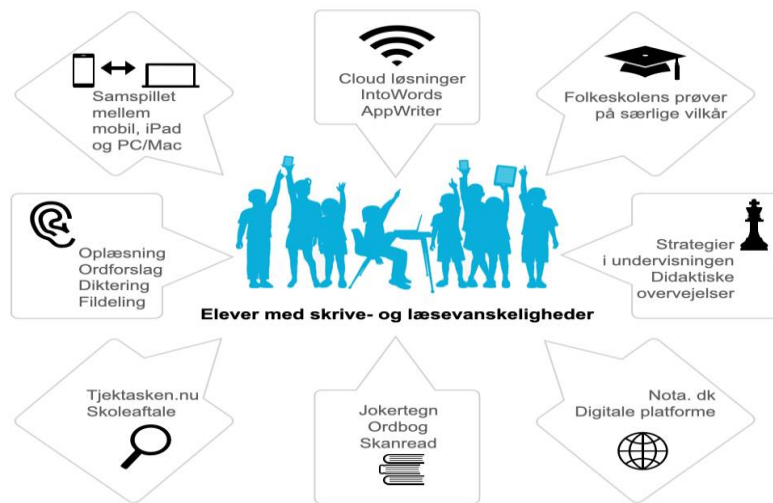 Samspillet
mellem
mobil, iPad
og PC/Mac
Cloud løsninger
IntoWords
AppWriter
Folkeskolens prøver
på særlige vilkår
Oplæsning
Ordforslag
Diktering
Fildeling
Strategier
i undervisningen
Didaktiske
overvejelser
Elever med skrive- og læsevanskeligheder
Tjektasken.nu
Skoleaftale
Jokertegn
Ordbog
Skanread
Nota. dk
Digitale platforme